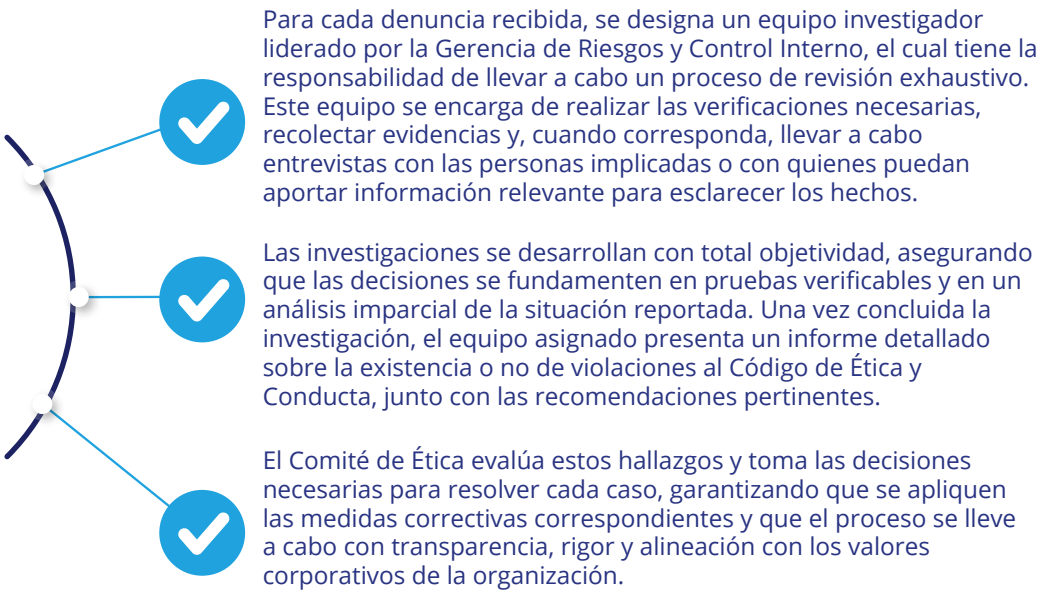 Para cada denuncia recibida, se designa un equipo investigador
liderado por la Gerencia de Riesgos y Control Interno, el cual tiene la
responsabilidad de llevar a cabo un proceso de revisión exhaustivo.
Este equipo se encarga de realizar las verificaciones necesarias,
recolectar evidencias y, cuando corresponda, llevar a cabo
entrevistas con las personas implicadas o con quienes puedan
aportar información relevante para esclarecer los hechos.
Las investigaciones se desarrollan con total objetividad, asegurando
que las decisiones se fundamenten en pruebas verificables y en un
análisis imparcial de la situación reportada. Una vez concluida la
investigación, el equipo asignado presenta un informe detallado
sobre la existencia o no de violaciones al Código de Ética y
Conducta, junto con las recomendaciones pertinentes.
El Comité de Ética evalúa estos hallazgos y toma las decisiones
necesarias para resolver cada caso, garantizando que se apliquen
las medidas correctivas correspondientes y que el proceso se lleve
a cabo con transparencia, rigor y alineación con los valores
corporativos de la organización.